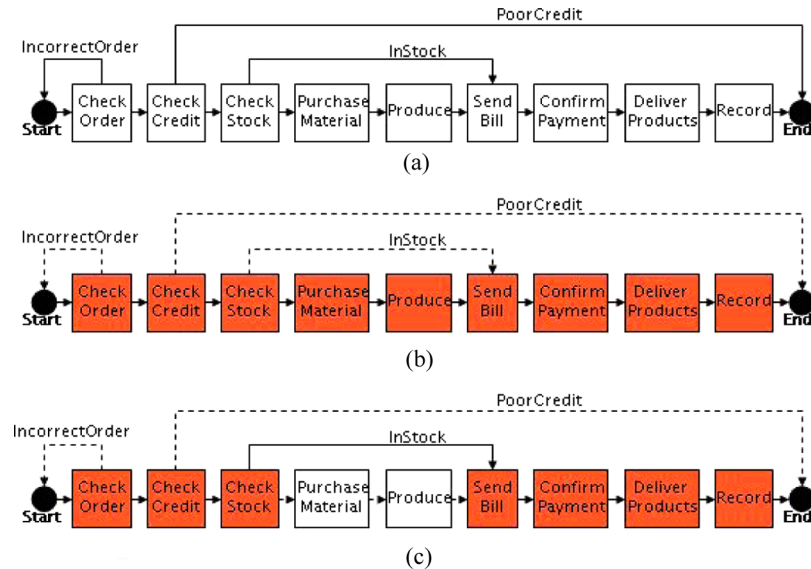 PoorCredit
IncorrectOrder
InStock
Check
Order
Check
Credit
Check
Stock
Purchase
Material
Produce
Send
Bill
Confirm
Payment
Deliver
Products
Record
Start
End
(a)
PoorCredit
IncorrectOrder
InStock
Check
Order
Check
Credit
Check
Stock
Purchase
Material
Produce
Send
Bill
Confirm
Payment
Deliver
Products
Record
Start
End
(b)
PoorCredit
IncorrectOrder
InStock
Check
Order
Check
Credit
Check
Stock
Purchase
Material
Produce
Send
Bill
Confirm
Payment
Deliver
Products
Record
Start
End
(c)